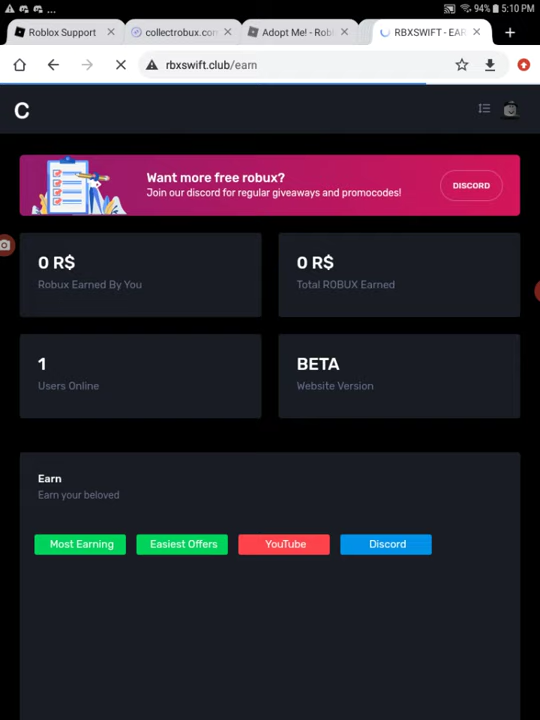 ... 94% 5:10 PM
Roblox Support × collectrobux.con × Adopt Me! - Robl × RBXSWIFT - EAR × +
rbxswift.club/earn
C
Want more free robux?
Join our discord for regular giveaways and promocodes!
DISCORD
0 R$ 0 R$
Robux Earned By You Total ROBUX Earned
1 BETA
Users Online Website Version
Earn
Earn your beloved
Most Earning Easiest Offers YouTube Discord